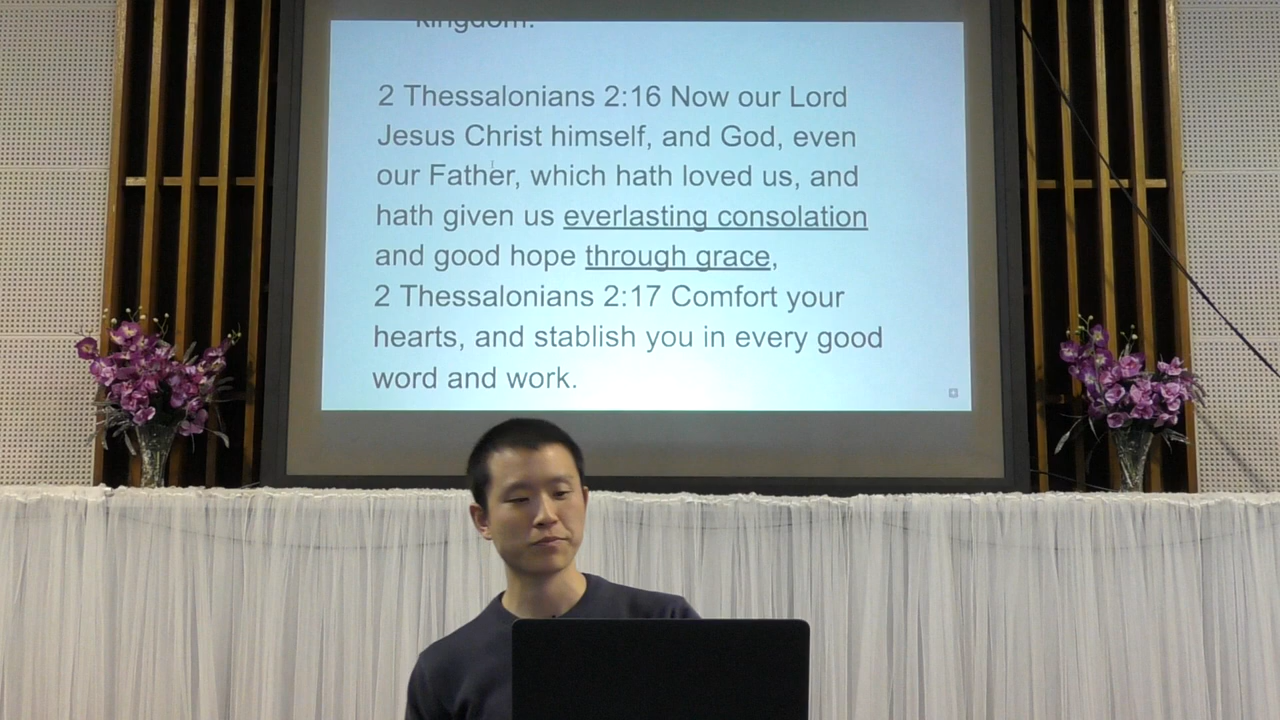 kingdom.
2 Thessalonians 2:16 Now our Lord
Jesus Christ himself, and God, even
our Father, which hath loved us, and
hath given us everlasting consolation
and good hope through grace,
2 Thessalonians 2:17 Comfort your
hearts, and stablish you in every good
word and work.